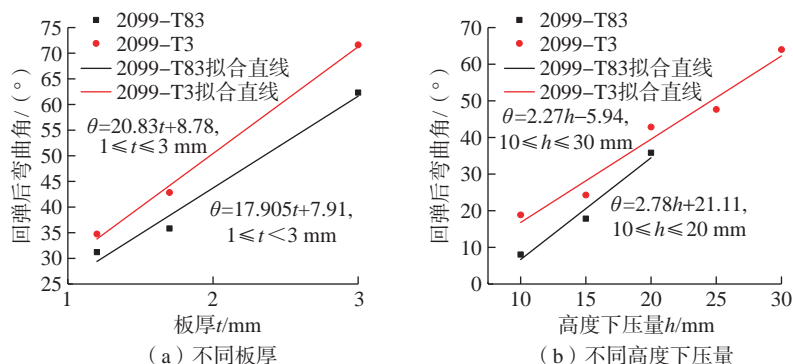 2099-T83
2099-T3
2099-T83拟合直线
2099-T3拟合直线
θ=20.83t+8.78,
1≤t≤3 mm
θ=17.905t+7.91,
1≤t<3 mm
75
70
65
60
55
50
45
40
35
30
25
1
2
3
回弹后弯曲角/(°)
板厚t/mm
(a)不同板厚
2099-T83
2099-T3
2099-T83拟合直线
2099-T3拟合直线
θ=2.27h-5.94,
10≤h≤30 mm
θ=2.78h+21.11,
10≤h≤20 mm
70
60
50
40
30
20
10
0
10
15
20
25
30
回弹后弯曲角/(°)
高度下压量h/mm
(b)不同高度下压量